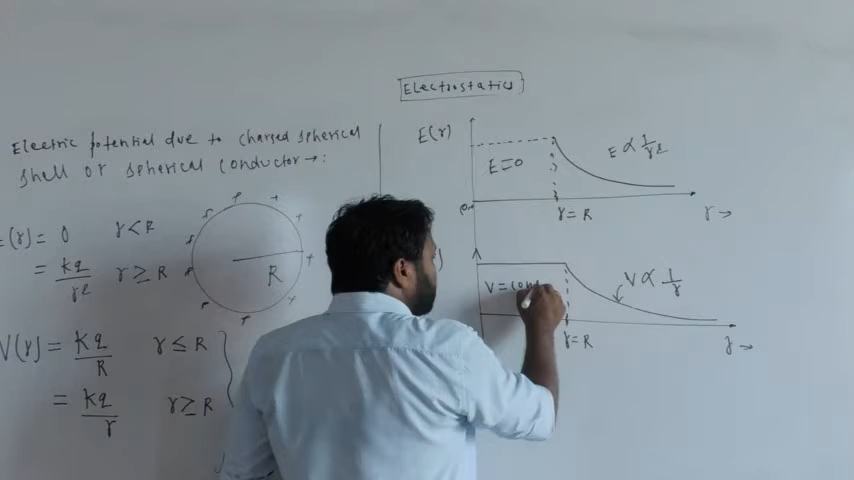 Electrostatics
Electric potential due to charged spherical
shell or spherical conductor →:
E(r) = 0 r<R
= kq/r² r≥R
R
V(r) = kq/R r≤R
= kq/r r≥R
E(r)
E=0
E ∝ 1/r²
r=R
r→
V=con
V ∝ 1/r
r=R
r→